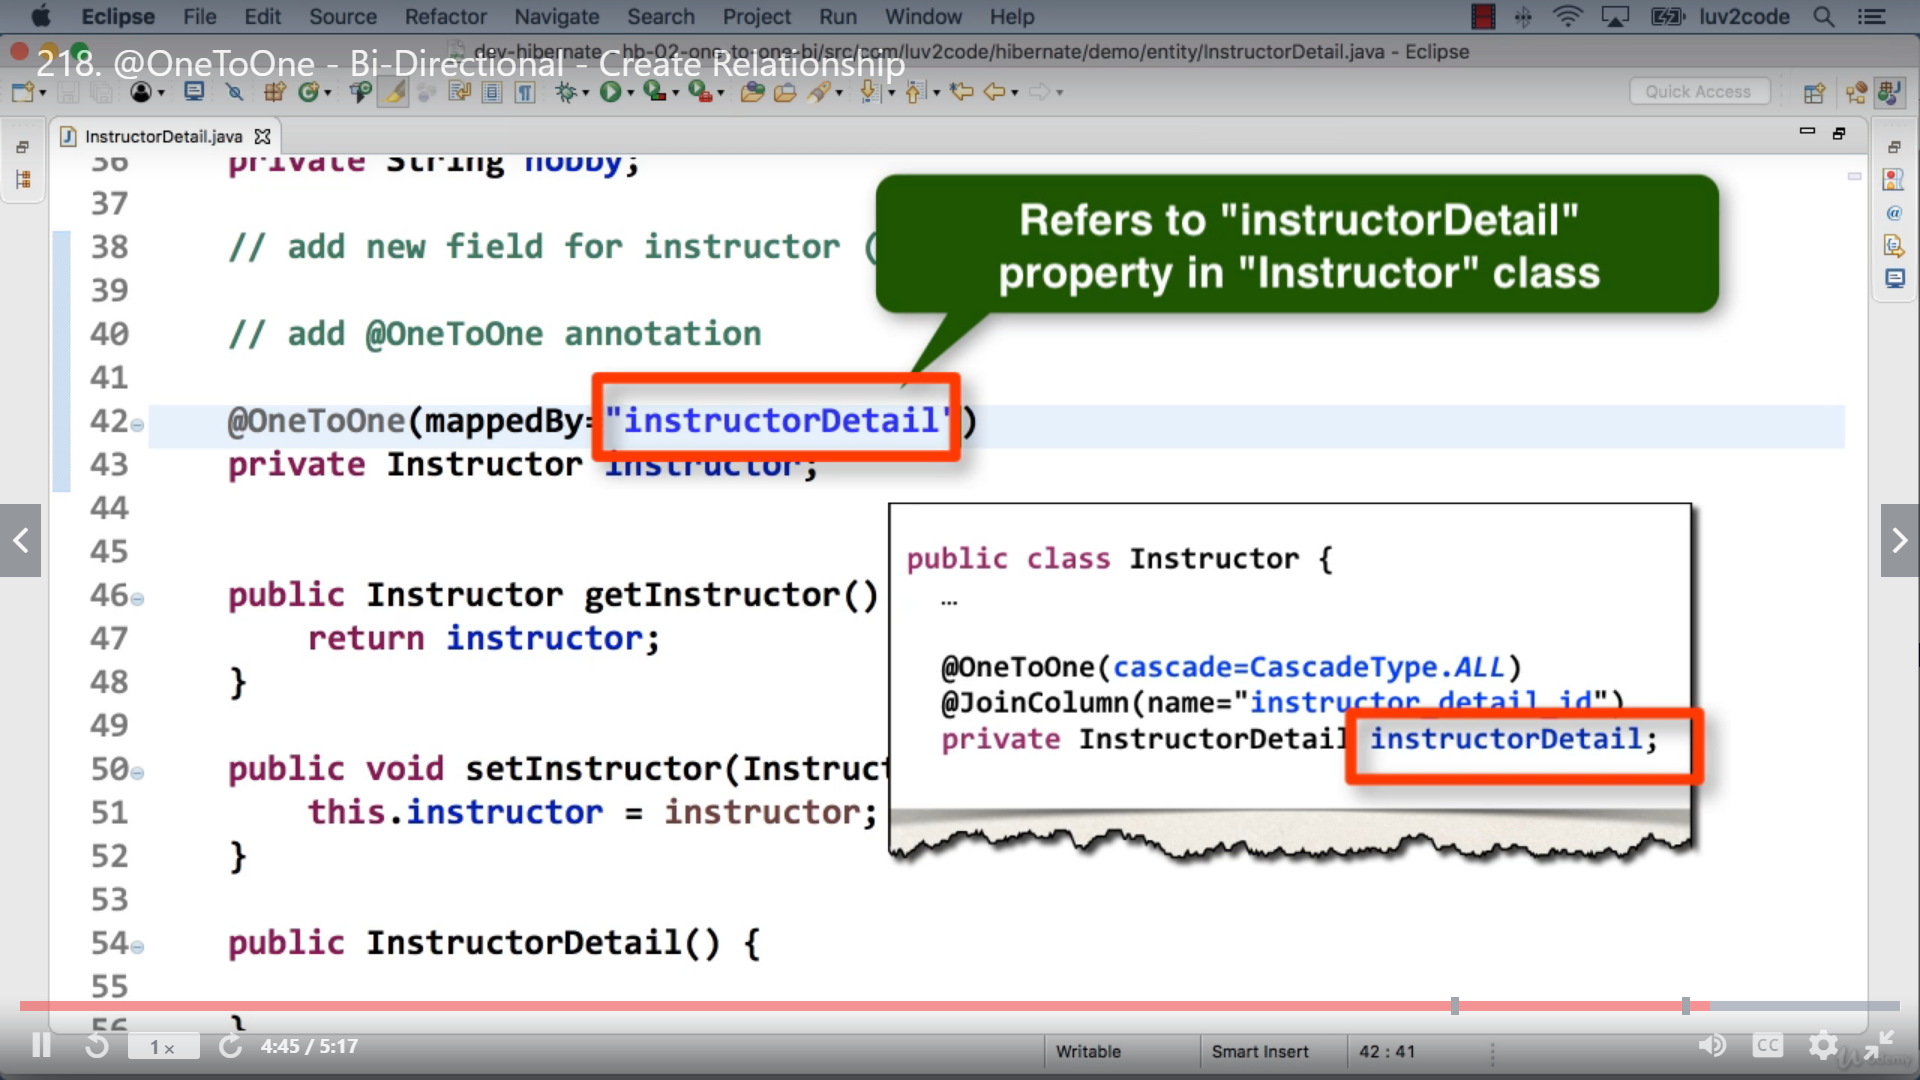 Eclipse File Edit Source Refactor Navigate Search Project Run Window Help luv2code
dev-hibernate - hb-02-one-to-one-bi/src/com/luv2code/hibernate/demo/entity/InstructorDetail.java - Eclipse
218. @OneToOne - Bi-Directional - Create Relationship
Quick Access
InstructorDetail.java
36 private String hobby;
37
38 // add new field for instructor (
39
40 // add @OneToOne annotation
41
42 @OneToOne(mappedBy="instructorDetail")
43 private Instructor instructor;
44
45
46 public Instructor getInstructor()
47 return instructor;
48 }
49
50 public void setInstructor(Instruct
51 this.instructor = instructor;
52 }
53
54 public InstructorDetail() {
55
56 }
Refers to "instructorDetail"
property in "Instructor" class
public class Instructor {
…
@OneToOne(cascade=CascadeType.ALL)
@JoinColumn(name="instructor_detail_id")
private InstructorDetail instructorDetail;
1x 4:45 / 5:17
Writable Smart Insert 42 : 41
CC
Udemy